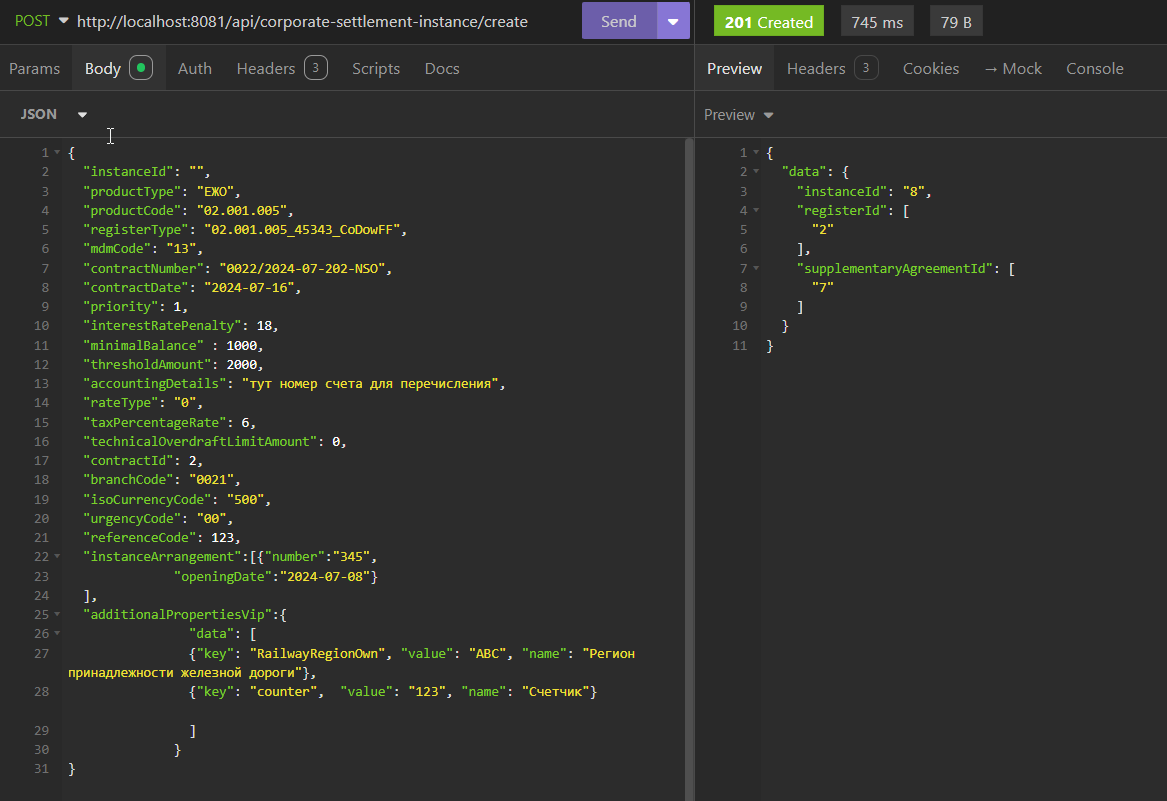 POST http://localhost:8081/api/corporate-settlement-instance/create Send 201 Created 745 ms 79 B
Params Body Auth Headers 3 Scripts Docs Preview Headers 3 Cookies → Mock Console
JSON Preview
1 {
2 "instanceId": "",
3 "productType": "ЕЖО",
4 "productCode": "02.001.005",
5 "registerType": "02.001.005_45343_CoDowFF",
6 "mdmCode": "13",
7 "contractNumber": "0022/2024-07-202-NSO",
8 "contractDate": "2024-07-16",
9 "priority": 1,
10 "interestRatePenalty": 18,
11 "minimalBalance" : 1000,
12 "thresholdAmount": 2000,
13 "accountingDetails": "тут номер счета для перечисления",
14 "rateType": "0",
15 "taxPercentageRate": 6,
16 "technicalOverdraftLimitAmount": 0,
17 "contractId": 2,
18 "branchCode": "0021",
19 "isoCurrencyCode": "500",
20 "urgencyCode": "00",
21 "referenceCode": 123,
22 "instanceArrangement":[{"number":"345",
23 "openingDate":"2024-07-08"}
24 ],
25 "additionalPropertiesVip":{
26 "data": [
27 {"key": "RailwayRegionOwn", "value": "ABC", "name": "Регион
принадлежности железной дороги"},
28 {"key": "counter", "value": "123", "name": "Счетчик"}
29 ]
30 }
31 }
1 {
2 "data": {
3 "instanceId": "8",
4 "registerId": [
5 "2"
6 ],
7 "supplementaryAgreementId": [
8 "7"
9 ]
10 }
11 }